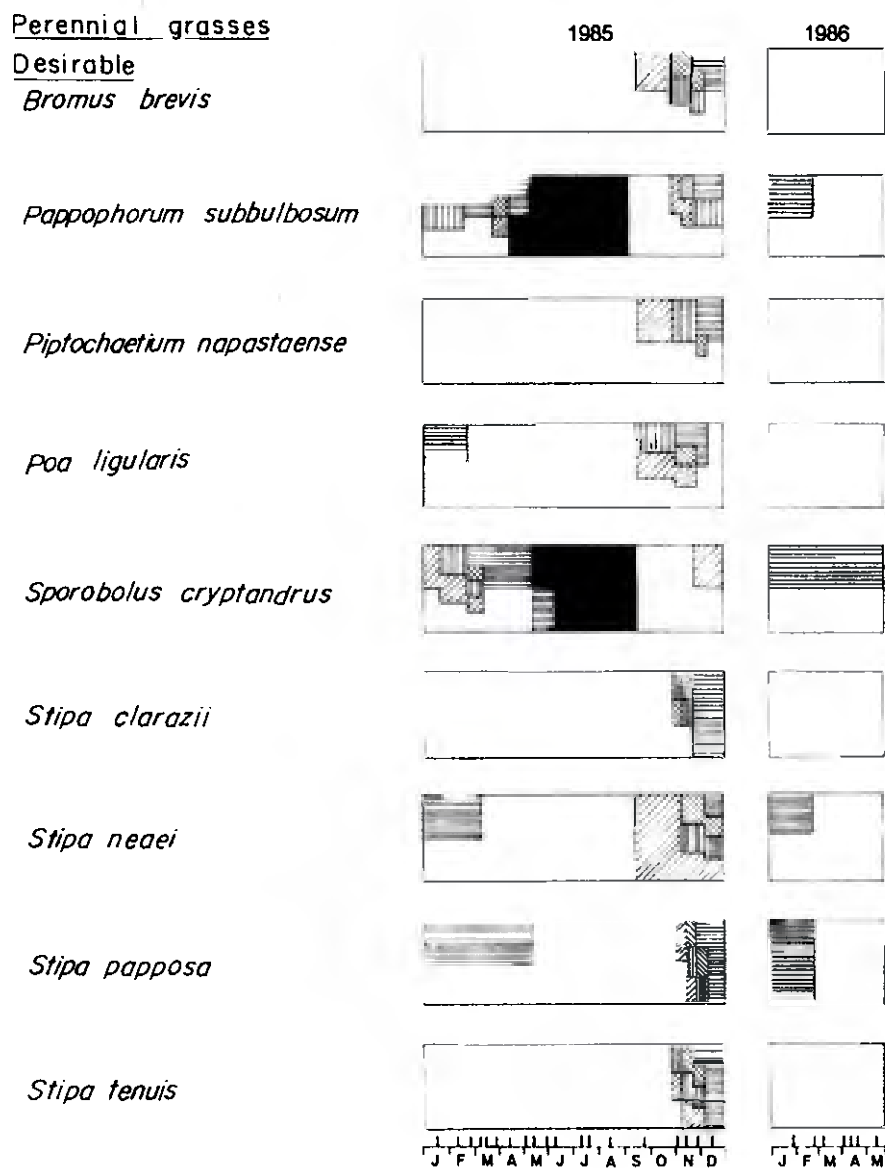 Perennial grasses
1985 1986
Desirable
Bromus brevis
Pappophorum subbulbosum
Piptochaetium napastaense
Poa ligularis
Sporobolus cryptandrus
Stipa clarazii
Stipa neaei
Stipa papposa
Stipa tenuis
J F M A M J J A S O N D J F M A M